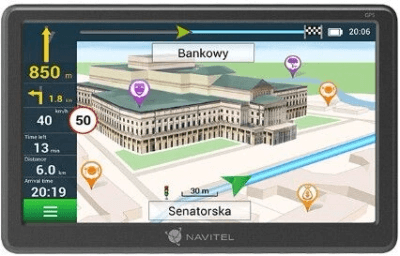 GPS
20:06
Bankowy
850 m
1.8 km
km/h
40
50
Time left
13 min
Distance
6.0 km
Arrival time
20:19
30 m
Senatorska
NAVITEL